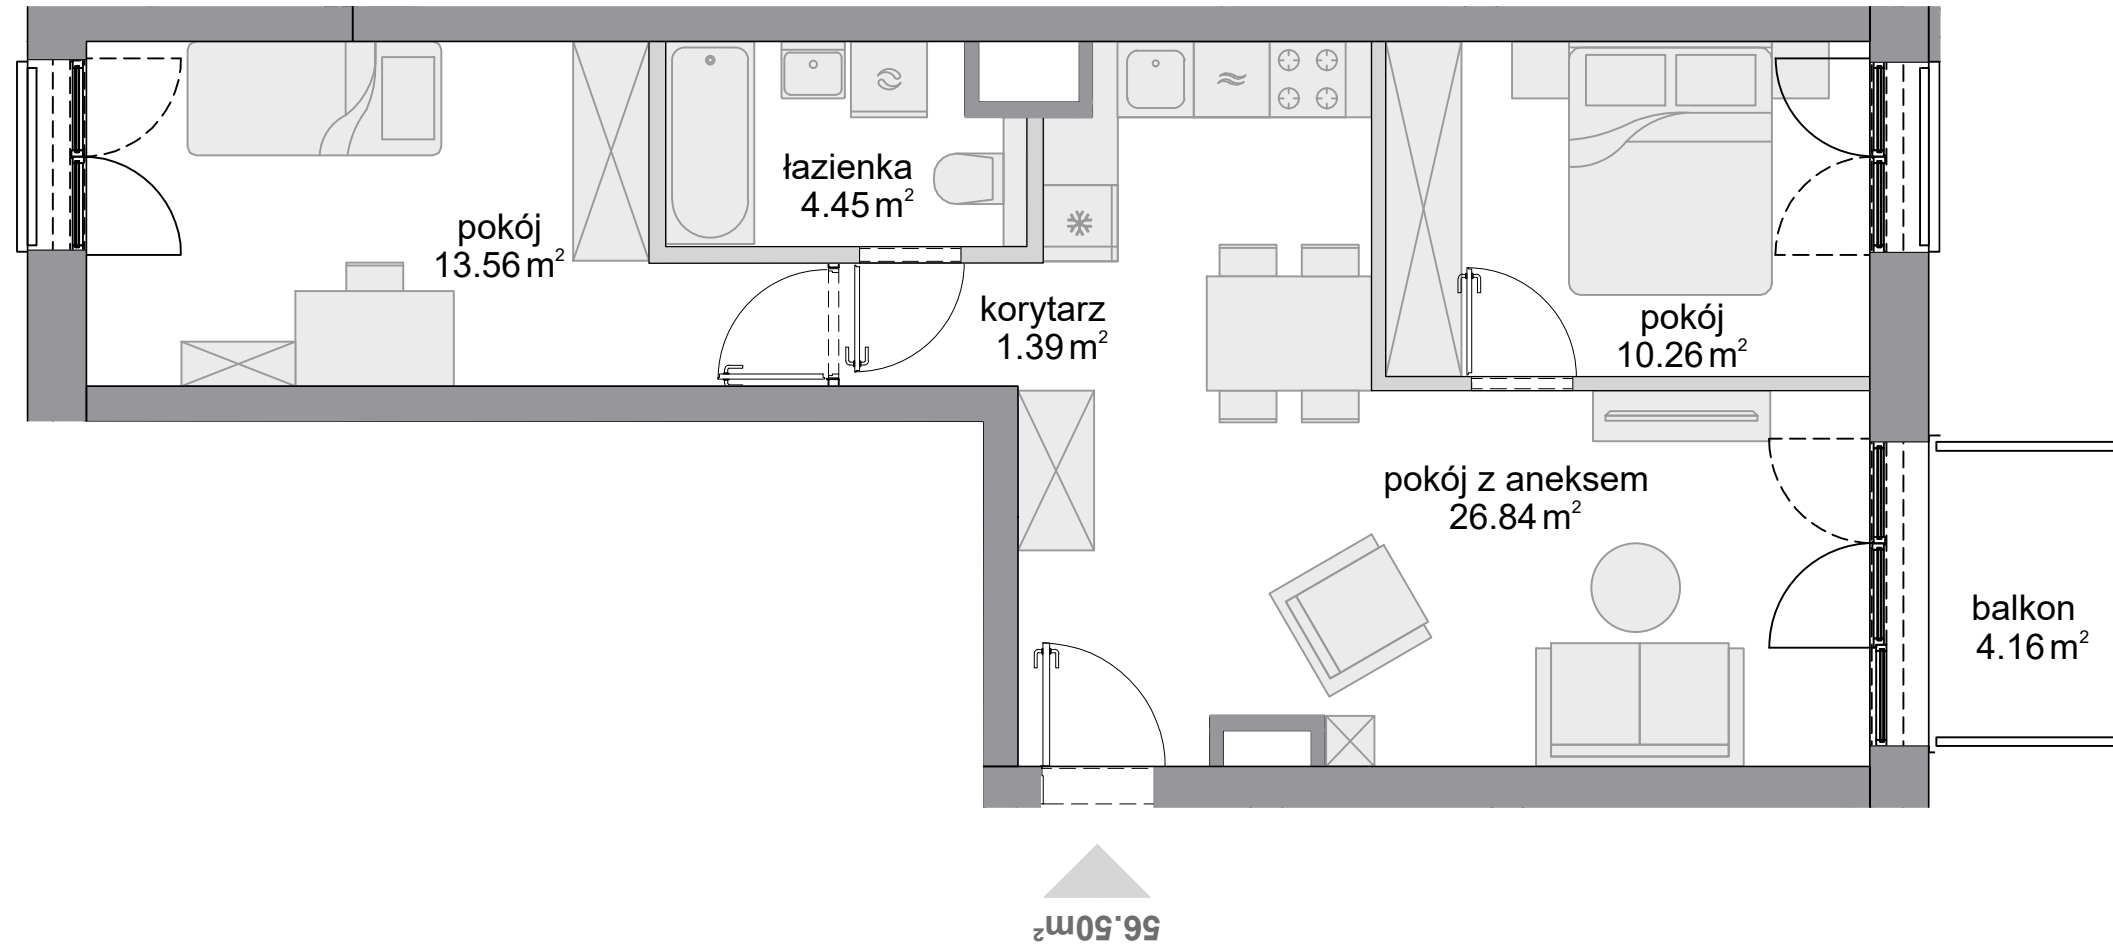 łazienka
4.45 m²
pokój
13.56 m²
korytarz
1.39 m²
pokój
10.26 m²
pokój z aneksem
26.84 m²
balkon
4.16 m²
56.50m²